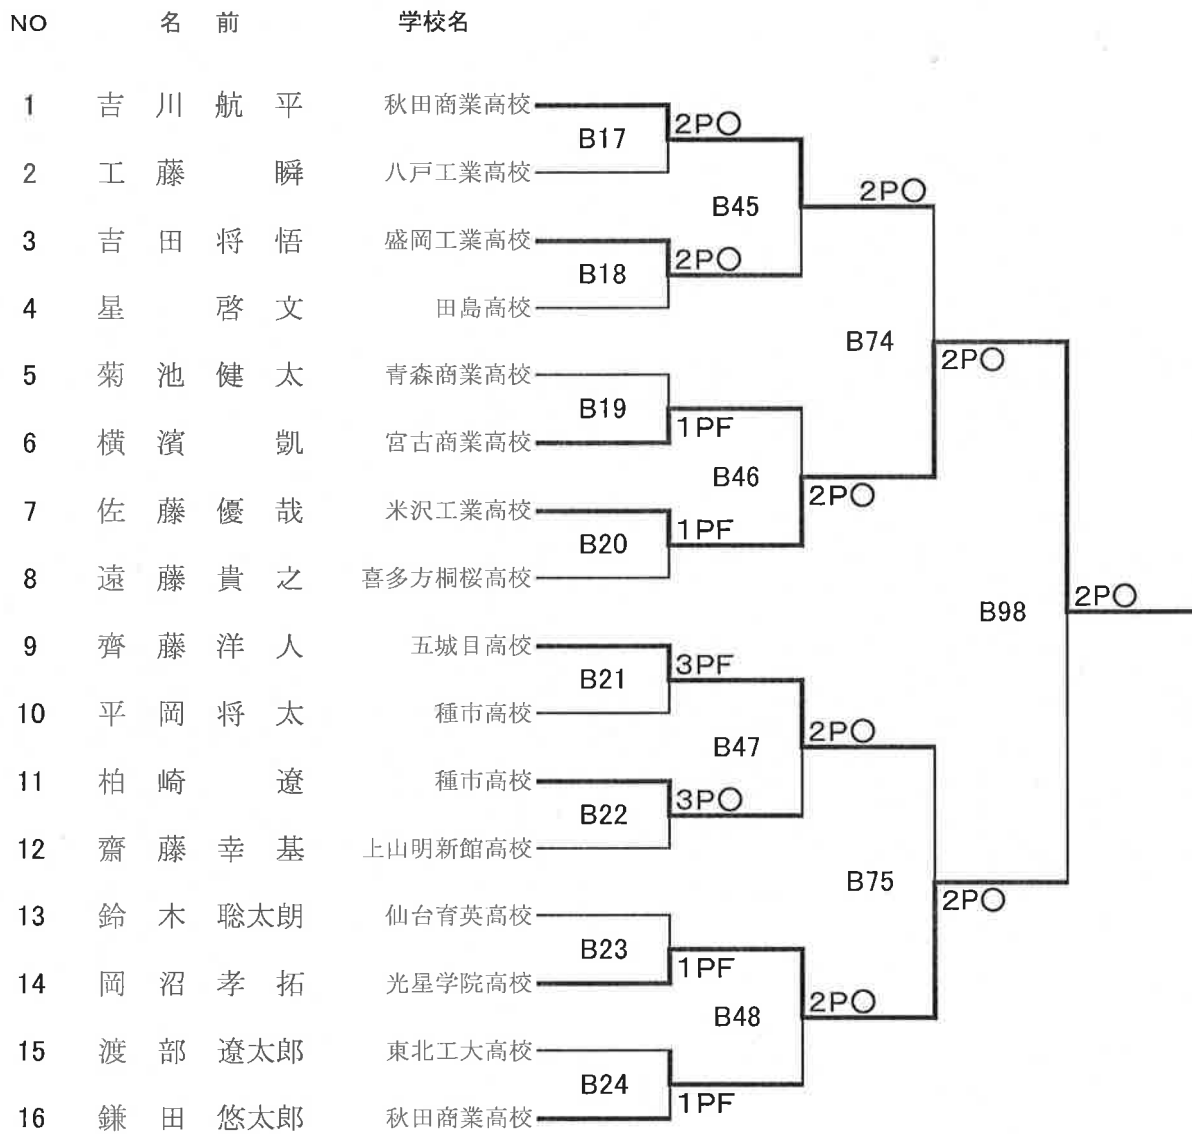 NO 名前 学校名
1 吉川航平 秋田商業高校
B17 2P○
2 工藤 瞬 八戸工業高校
B45 2P○
3 吉田将悟 盛岡工業高校
B18 2P○
4 星 啓文 田島高校
B74 2P○
5 菊池健太 青森商業高校
B19 1PF
6 横濱 凱 宮古商業高校
B46 2P○
7 佐藤優哉 米沢工業高校
B20 1PF
8 遠藤貴之 喜多方桐桜高校
B98 2P○
9 齊藤洋人 五城目高校
B21 3PF
10 平岡将太 種市高校
B47 2P○
11 柏崎 遼 種市高校
B22 3P○
12 齋藤幸基 上山明新館高校
B75 2P○
13 鈴木聡太朗 仙台育英高校
B23 1PF
14 岡沼孝拓 光星学院高校
B48 2P○
15 渡部遼太郎 東北工大高校
B24 1PF
16 鎌田悠太郎 秋田商業高校